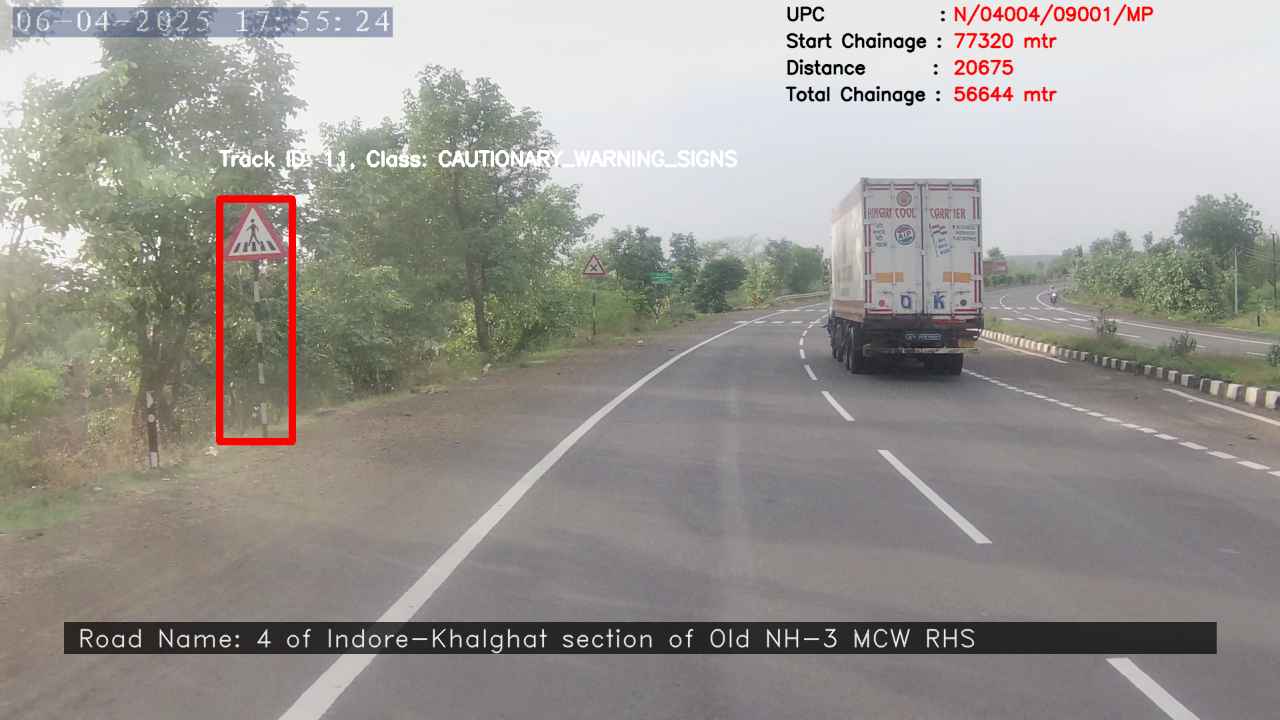 06-04-2025 17:55:24
UPC : N/04004/09001/MP
Start Chainage : 77320 mtr
Distance : 20675
Total Chainage : 56644 mtr
Track ID: 11, Class: CAUTIONARY_WARNING_SIGNS
COOL CARRIER
O K
Road Name: 4 of Indore-Khalghat section of Old NH-3 MCW RHS